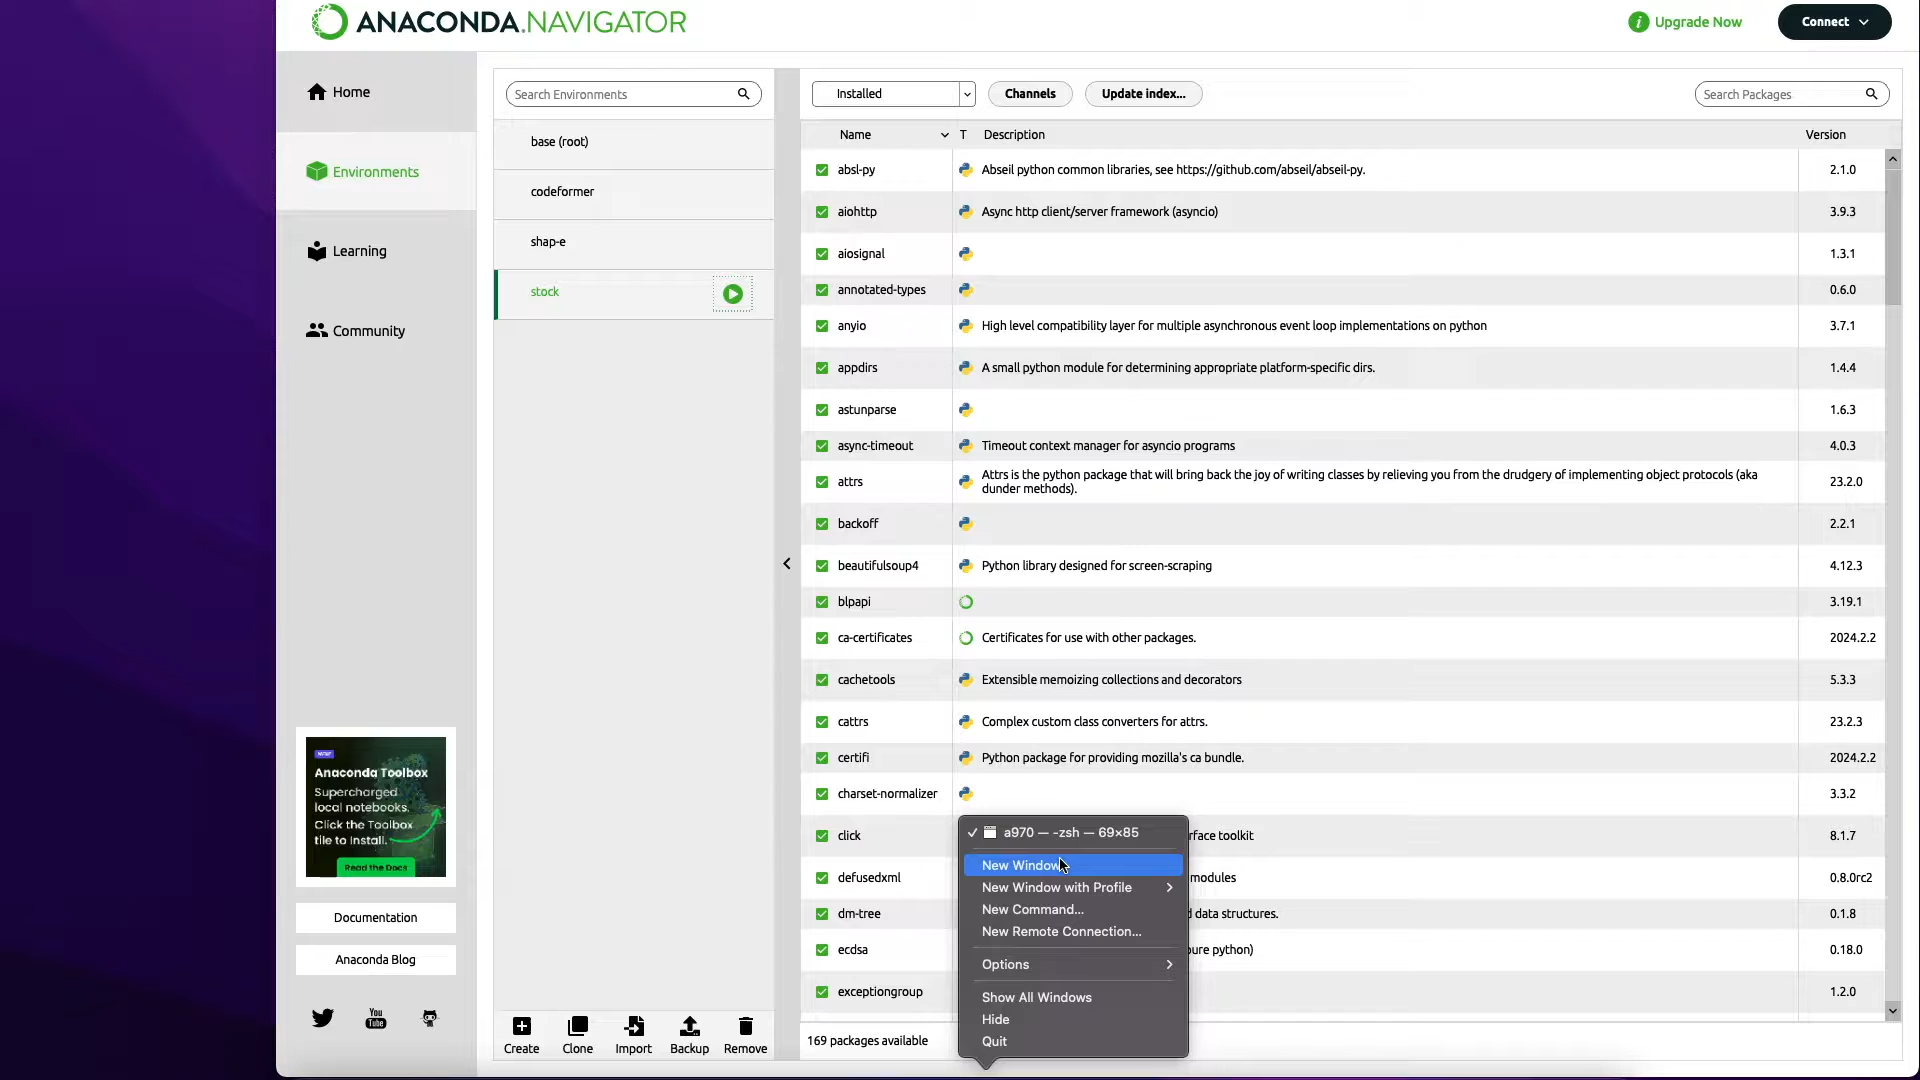 ANACONDA.NAVIGATOR
Upgrade Now
Connect
Home
Environments
Learning
Community
Anaconda Toolbox
Supercharged
local notebooks.
Click the Toolbox
tile to install.
Read the Docs
Documentation
Anaconda Blog
You
Tube
Search Environments
base (root)
codeformer
shap-e
stock
Create
Clone
Import
Backup
Remove
Installed
Channels
Update index...
Search Packages
Name T Description Version
absl-py Abseil python common libraries, see https://github.com/abseil/abseil-py. 2.1.0
aiohttp Async http client/server framework (asyncio) 3.9.3
aiosignal 1.3.1
annotated-types 0.6.0
anyio High level compatibility layer for multiple asynchronous event loop implementations on python 3.7.1
appdirs A small python module for determining appropriate platform-specific dirs. 1.4.4
astunparse 1.6.3
async-timeout Timeout context manager for asyncio programs 4.0.3
attrs Attrs is the python package that will bring back the joy of writing classes by relieving you from the drudgery of implementing object protocols (aka
dunder methods). 23.2.0
backoff 2.2.1
beautifulsoup4 Python library designed for screen-scraping 4.12.3
blpapi 3.19.1
ca-certificates Certificates for use with other packages. 2024.2.2
cachetools Extensible memoizing collections and decorators 5.3.3
cattrs Complex custom class converters for attrs. 23.2.3
certifi Python package for providing mozilla's ca bundle. 2024.2.2
charset-normalizer 3.3.2
click rface toolkit 8.1.7
defusedxml modules 0.8.0rc2
dm-tree d data structures. 0.1.8
ecdsa pure python) 0.18.0
exceptiongroup 1.2.0
169 packages available
✓ a970 — -zsh — 69×85
New Window
New Window with Profile
New Command...
New Remote Connection...
Options
Show All Windows
Hide
Quit